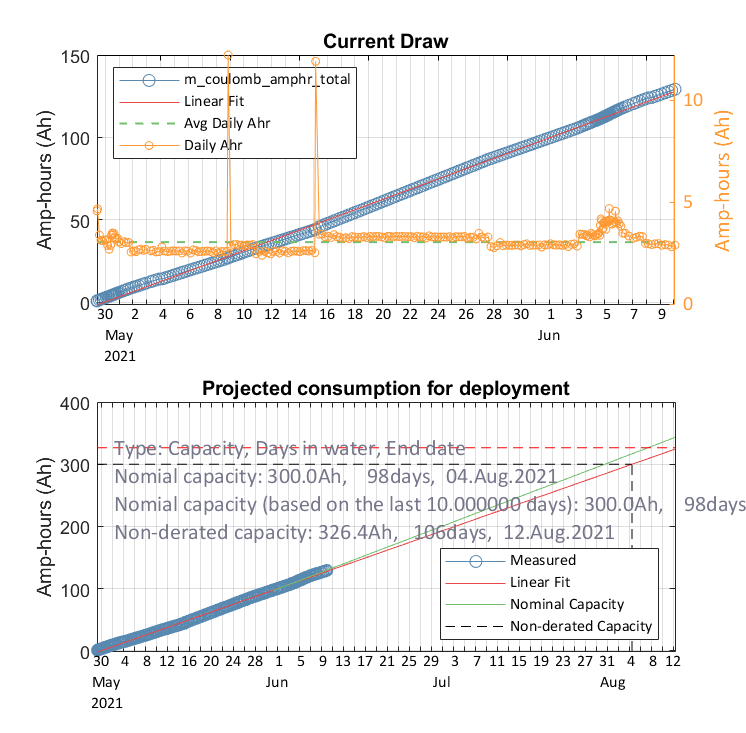 Current Draw
Amp-hours (Ah)
150
100
50
0
m_coulomb_amphr_total
Linear Fit
Avg Daily Ahr
Daily Ahr
10
5
0
Amp-hours (Ah)
30 2 4 6 8 10 12 14 16 18 20 22 24 26 28 30 1 3 5 7 9
May Jun
2021
Projected consumption for deployment
Amp-hours (Ah)
400
300
200
100
0
Type: Capacity, Days in water, End date
Nomial capacity: 300.0Ah, 98days, 04.Aug.2021
Nomial capacity (based on the last 10.000000 days): 300.0Ah, 98days
Non-derated capacity: 326.4Ah, 106days, 12.Aug.2021
Measured
Linear Fit
Nominal Capacity
Non-derated Capacity
30 4 8 12 16 20 24 28 1 5 9 13 17 21 25 29 3 7 11 15 19 23 27 31 4 8 12
May Jun Jul Aug
2021